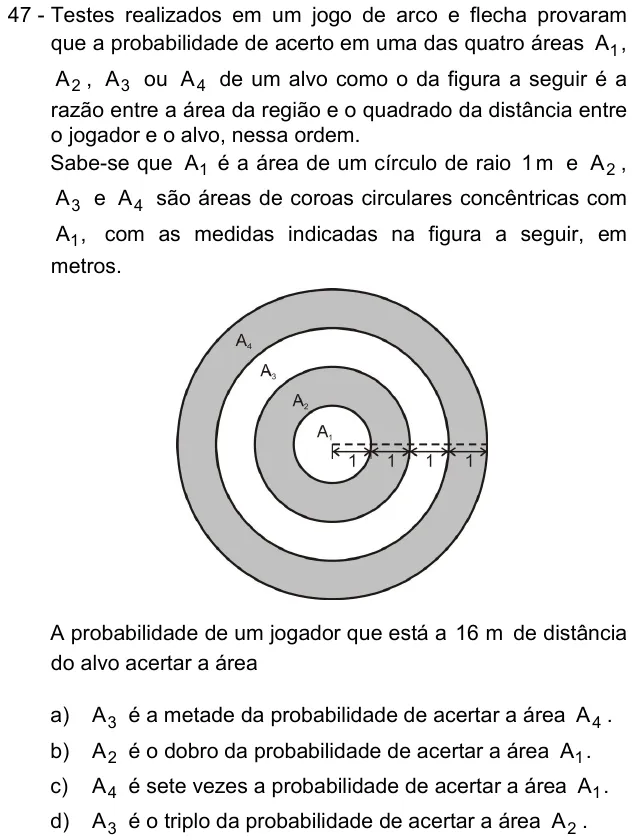 47 - Testes realizados em um jogo de arco e flecha provaram
que a probabilidade de acerto em uma das quatro áreas A₁,
A₂, A₃ ou A₄ de um alvo como o da figura a seguir é a
razão entre a área da região e o quadrado da distância entre
o jogador e o alvo, nessa ordem.
Sabe-se que A₁ é a área de um círculo de raio 1m e A₂,
A₃ e A₄ são áreas de coroas circulares concêntricas com
A₁, com as medidas indicadas na figura a seguir, em
metros.
A₄
A₃
A₂
A₁
1 1 1 1
A probabilidade de um jogador que está a 16 m de distância
do alvo acertar a área
a) A₃ é a metade da probabilidade de acertar a área A₄.
b) A₂ é o dobro da probabilidade de acertar a área A₁.
c) A₄ é sete vezes a probabilidade de acertar a área A₁.
d) A₃ é o triplo da probabilidade de acertar a área A₂.